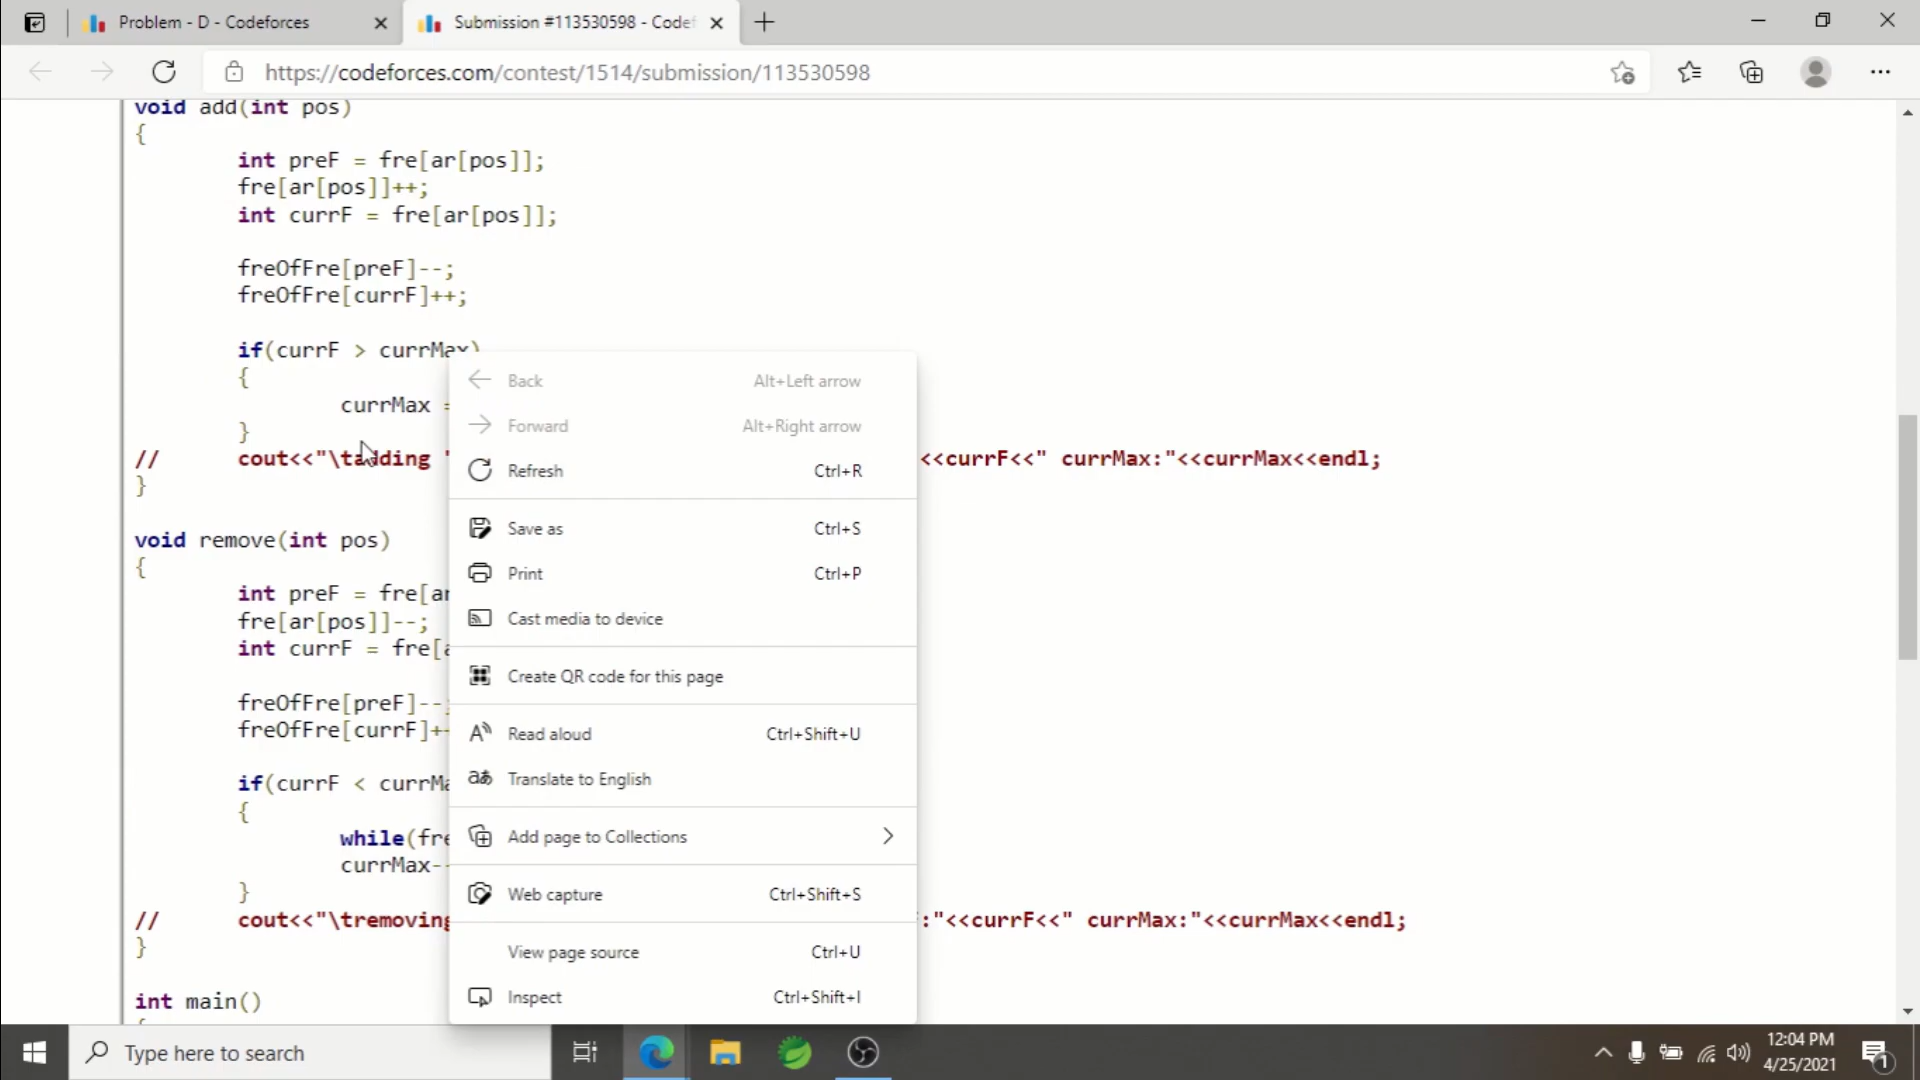 Problem - D - Codeforces
Submission #113530598 - Codef
https://codeforces.com/contest/1514/submission/113530598
void add(int pos)
{
int preF = fre[ar[pos]];
fre[ar[pos]]++;
int currF = fre[ar[pos]];
freOfFre[preF]--;
freOfFre[currF]++;
if(currF > currMax)
{
currMax =
}
// cout<<"\tadding " <<currF<<" currMax:"<<currMax<<endl;
}
void remove(int pos)
{
int preF = fre[ar
fre[ar[pos]]--;
int currF = fre[a
freOfFre[preF]--;
freOfFre[currF]+
if(currF < currMa
{
while(fre
currMax--
}
// cout<<"\tremoving :"<<currF<<" currMax:"<<currMax<<endl;
}
int main()
{
Back Alt+Left arrow
Forward Alt+Right arrow
Refresh Ctrl+R
Save as Ctrl+S
Print Ctrl+P
Cast media to device
Create QR code for this page
Read aloud Ctrl+Shift+U
Translate to English
Add page to Collections
Web capture Ctrl+Shift+S
View page source Ctrl+U
Inspect Ctrl+Shift+I
Type here to search
12:04 PM
4/25/2021
1